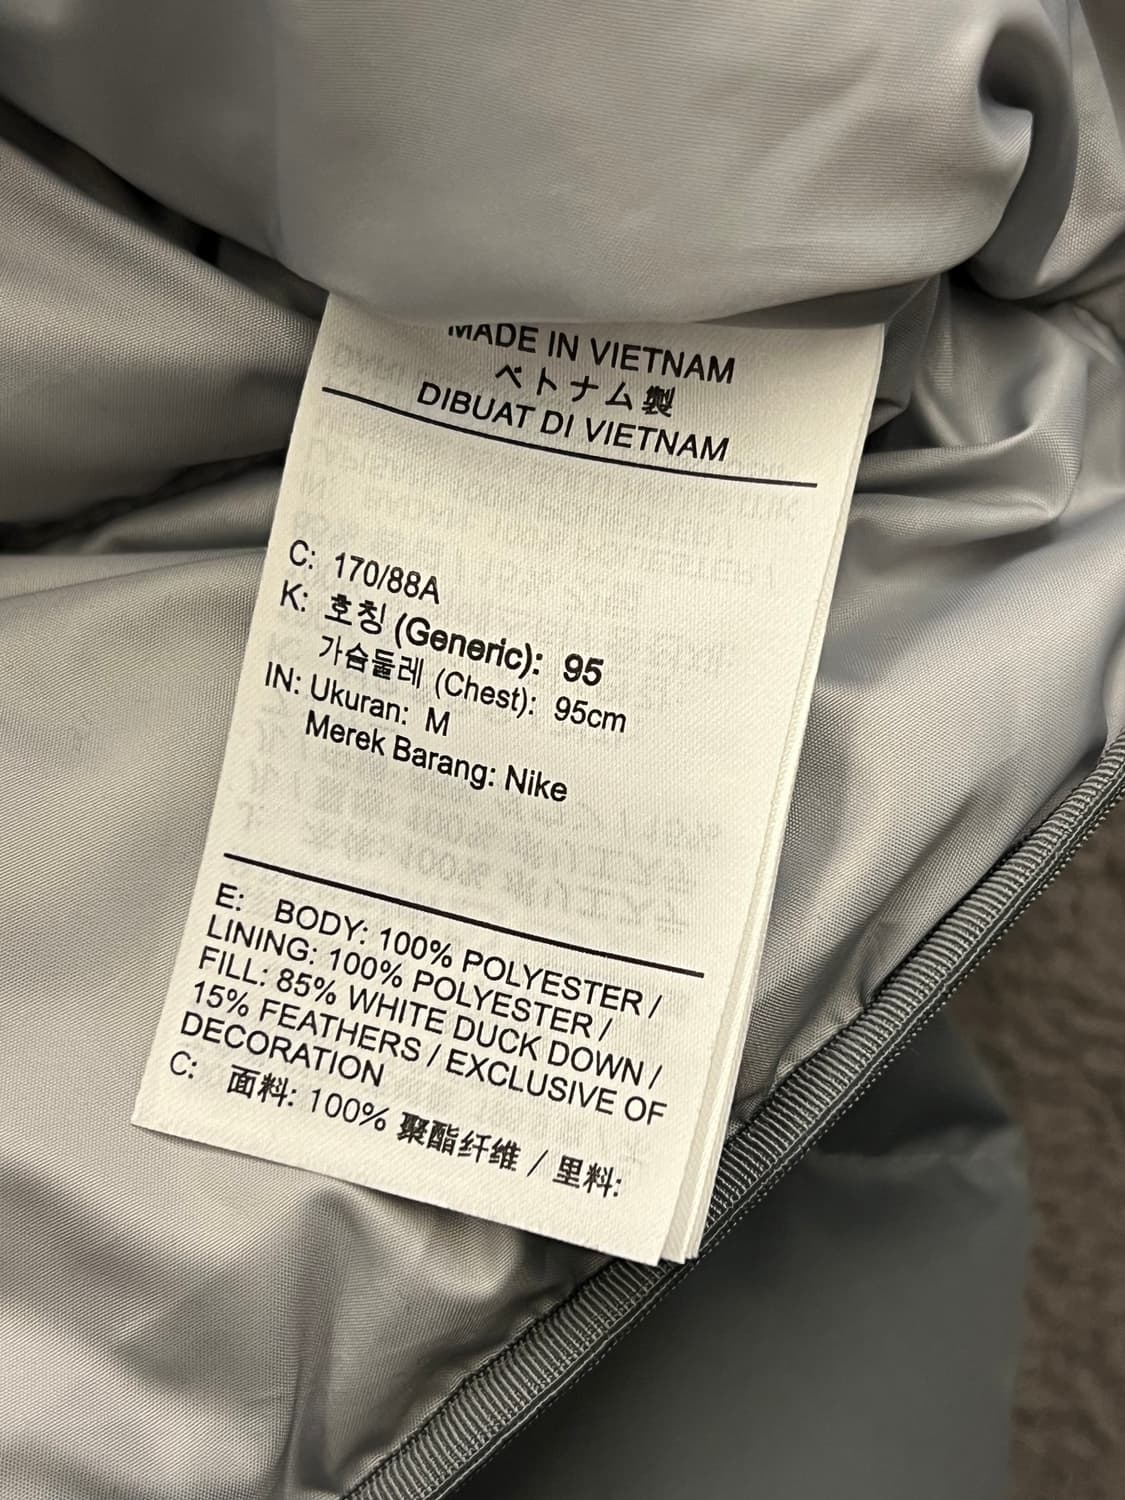 MADE IN VIETNAM
ベトナム製
DIBUAT DI VIETNAM
C: 170/88A
K: 호칭 (Generic): 95
가슴둘레 (Chest): 95cm
IN: Ukuran: M
Merek Barang: Nike
E: BODY: 100% POLYESTER /
LINING: 100% POLYESTER /
FILL: 85% WHITE DUCK DOWN /
15% FEATHERS / EXCLUSIVE OF
DECORATION
C: 面料: 100% 聚酯纤维 / 里料: